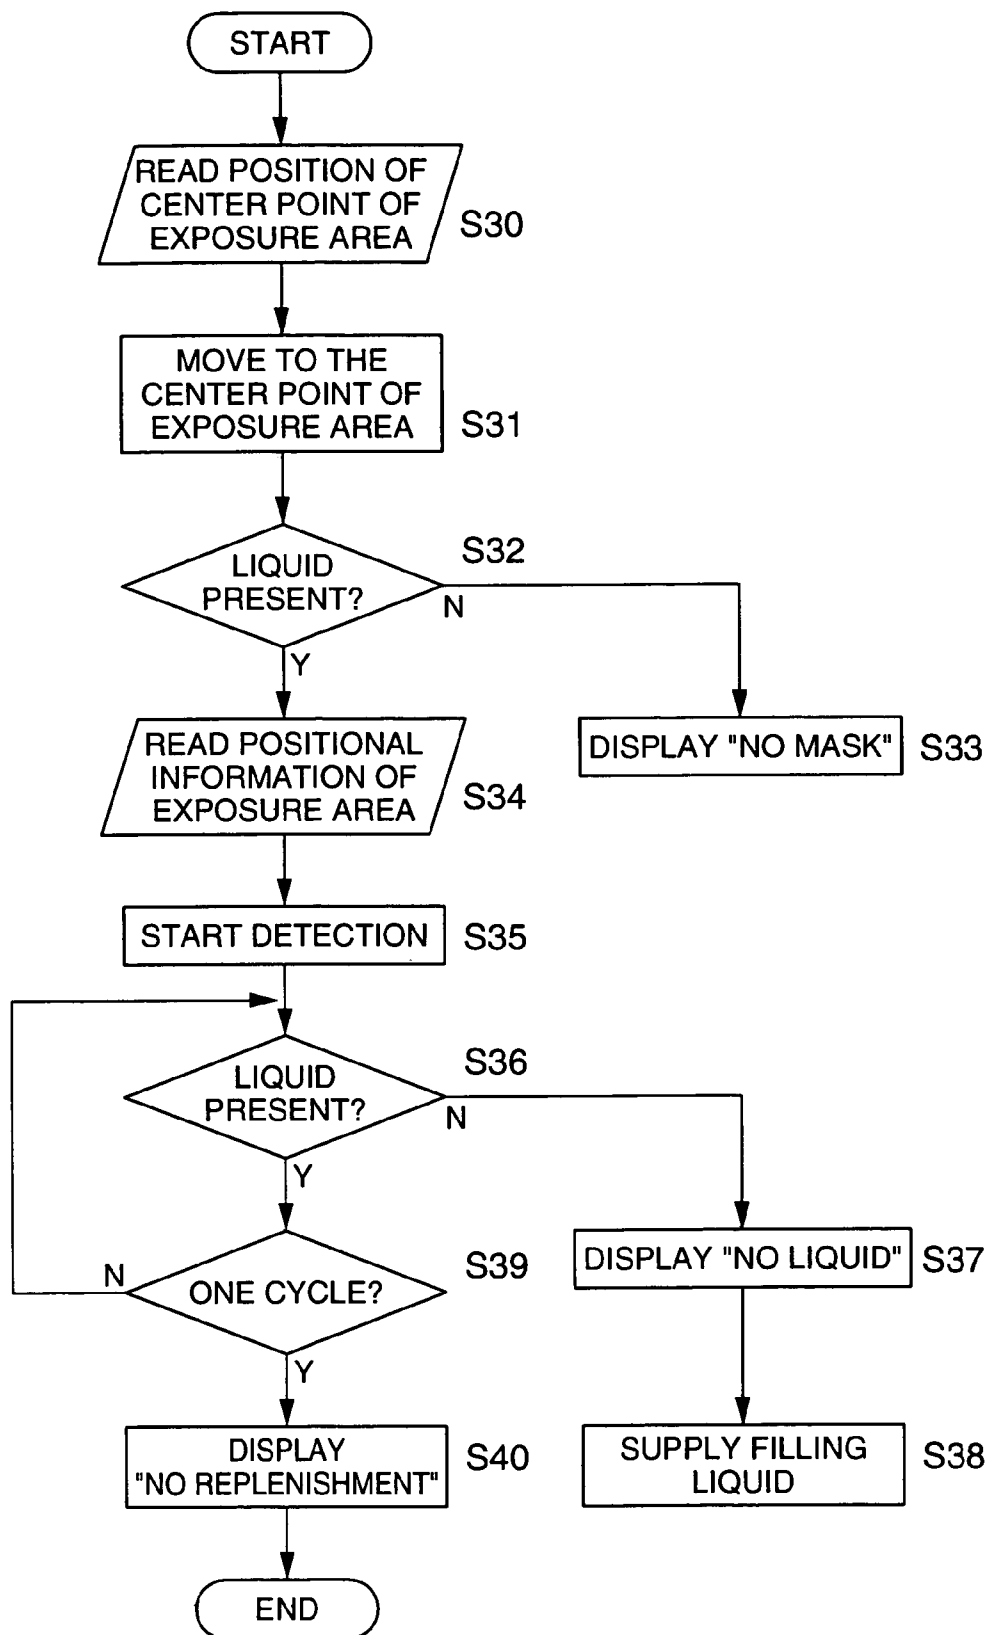 START
READ POSITION OF
CENTER POINT OF
EXPOSURE AREA
S30
MOVE TO THE
CENTER POINT OF
EXPOSURE AREA
S31
LIQUID
PRESENT?
S32
N
Y
DISPLAY "NO MASK"
S33
READ POSITIONAL
INFORMATION OF
EXPOSURE AREA
S34
START DETECTION
S35
LIQUID
PRESENT?
S36
N
Y
DISPLAY "NO LIQUID"
S37
ONE CYCLE?
S39
N
Y
SUPPLY FILLING
LIQUID
S38
DISPLAY
"NO REPLENISHMENT"
S40
END